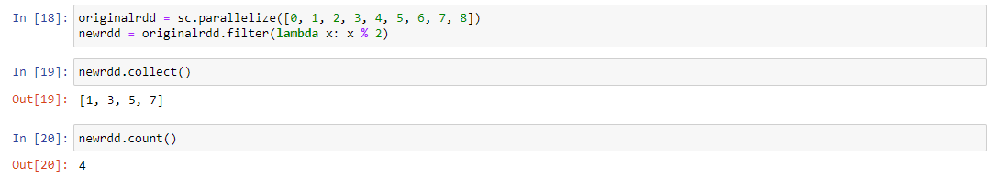 In [18]: originalrdd = sc.parallelize([0, 1, 2, 3, 4, 5, 6, 7, 8])
newrdd = originalrdd.filter(lambda x: x % 2)
In [19]: newrdd.collect()
Out[19]: [1, 3, 5, 7]
In [20]: newrdd.count()
Out[20]: 4